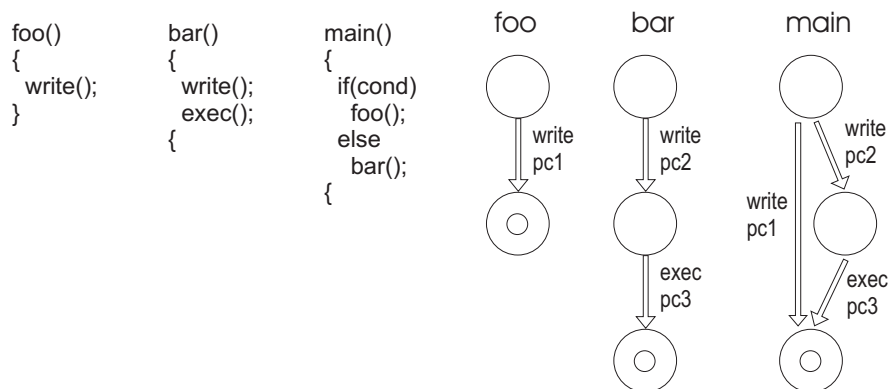 foo()
{
write();
}
bar()
{
write();
exec();
{
main()
{
if(cond)
foo();
else
bar();
{
foo
write
pc1
bar
write
pc2
exec
pc3
main
write
pc2
write
pc1
exec
pc3